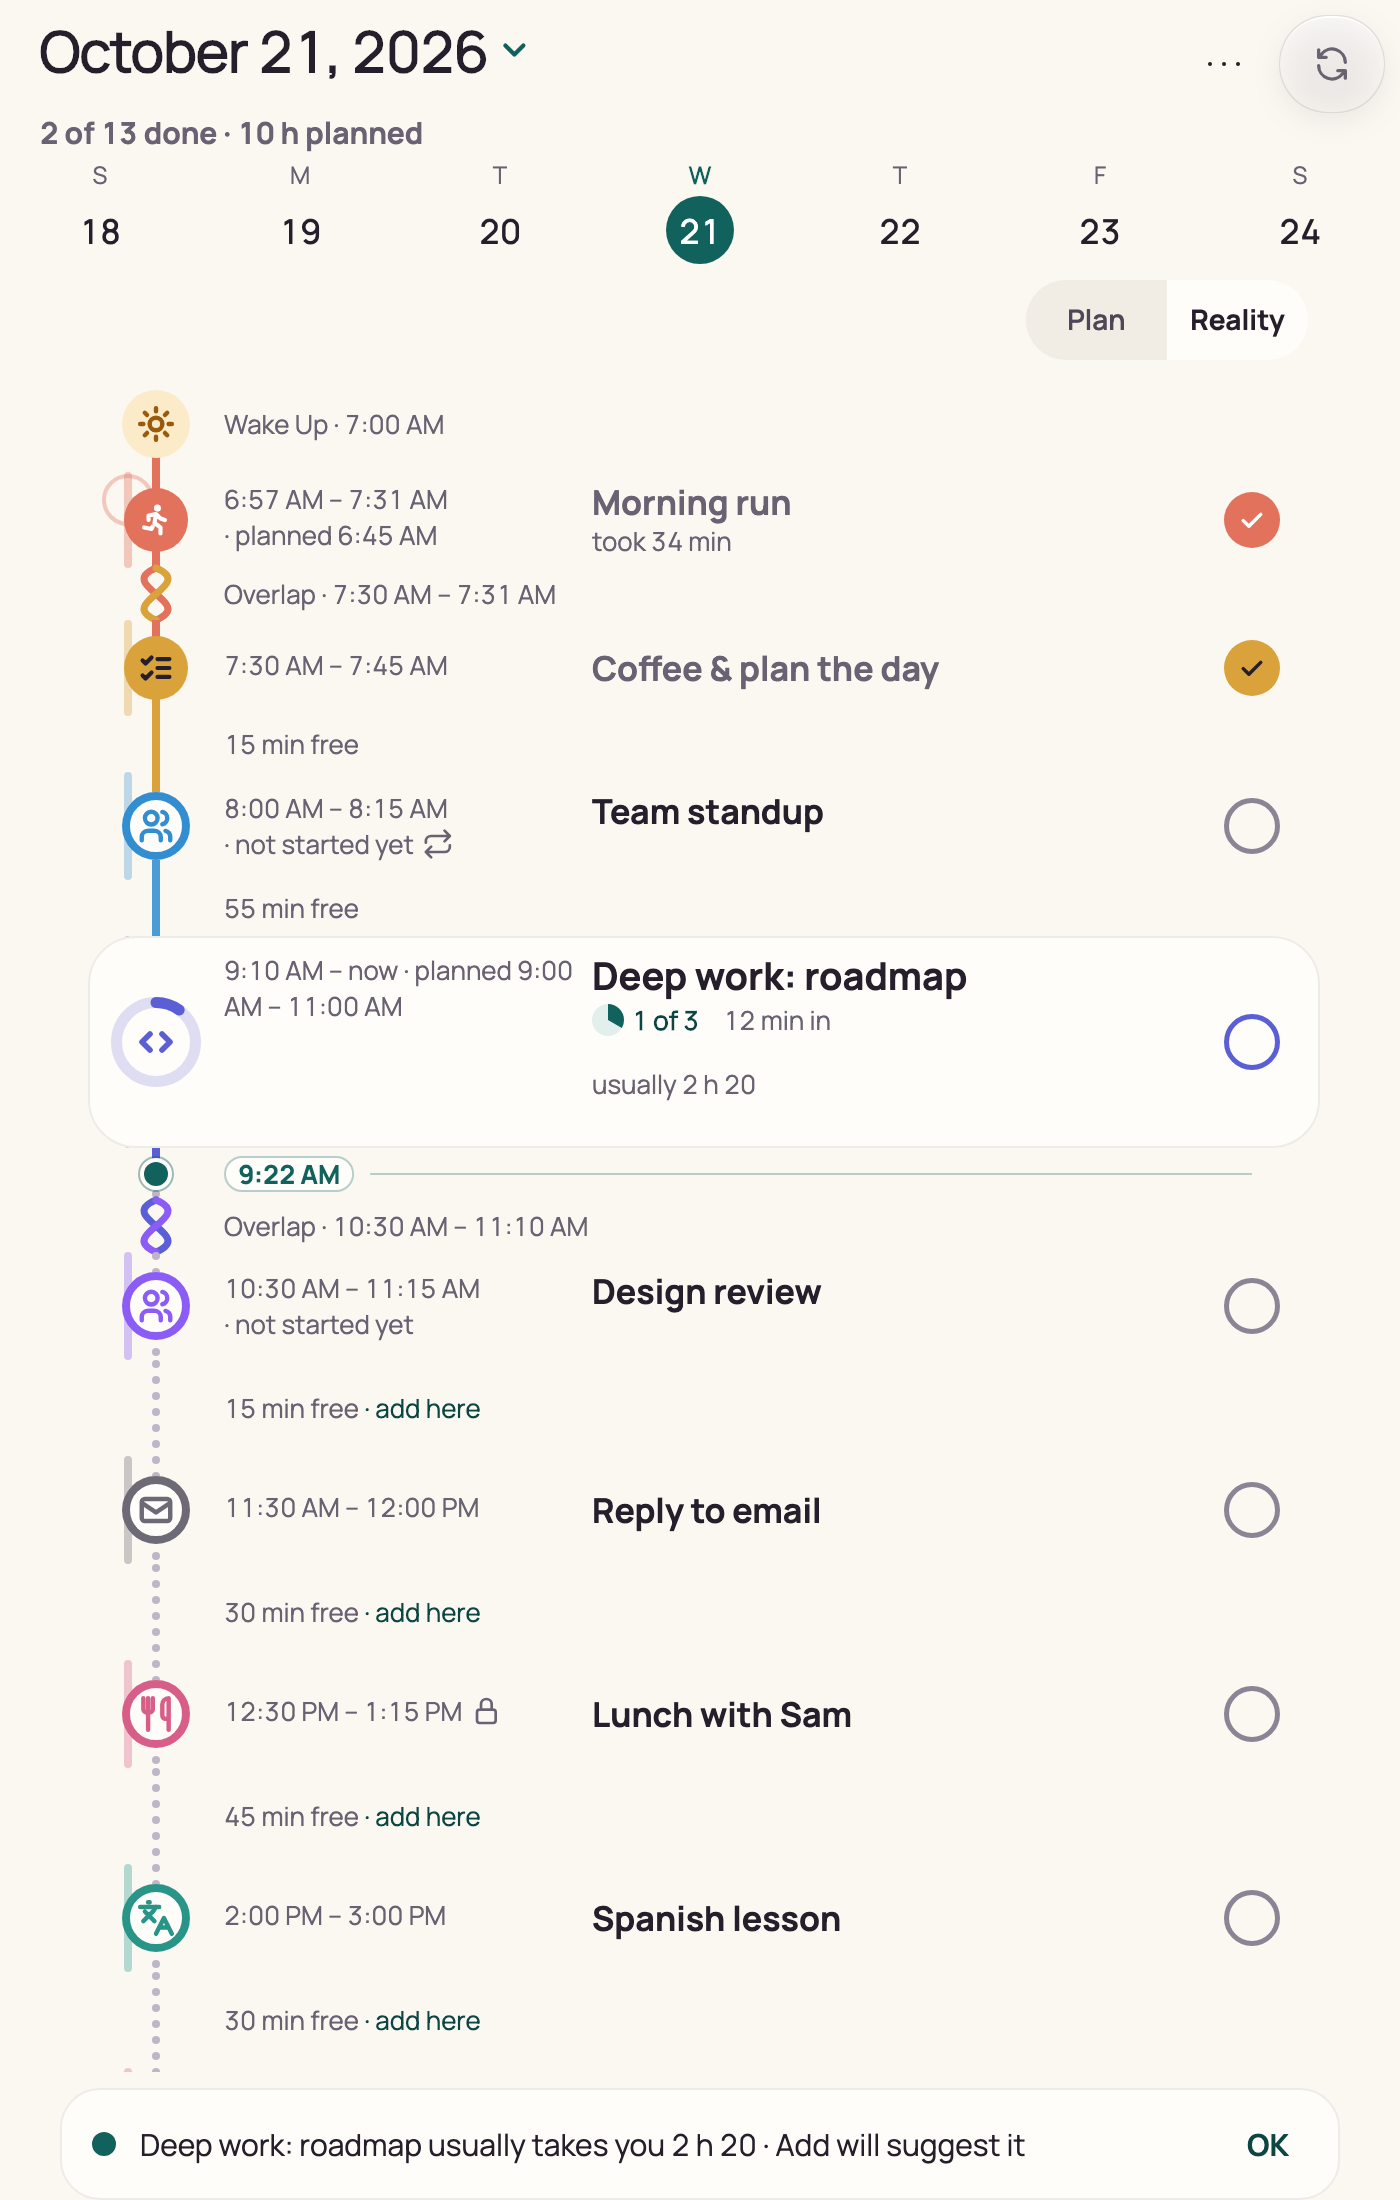 October 21, 2026
...
2 of 13 done · 10 h planned
S M T W T F S
18 19 20 21 22 23 24
Plan Reality
Wake Up · 7:00 AM
6:57 AM – 7:31 AM
· planned 6:45 AM
Morning run
took 34 min
Overlap · 7:30 AM – 7:31 AM
7:30 AM – 7:45 AM
Coffee & plan the day
15 min free
8:00 AM – 8:15 AM
· not started yet
Team standup
55 min free
9:10 AM – now · planned 9:00
AM – 11:00 AM
Deep work: roadmap
1 of 3 12 min in
usually 2 h 20
9:22 AM
Overlap · 10:30 AM – 11:10 AM
10:30 AM – 11:15 AM
· not started yet
Design review
15 min free · add here
11:30 AM – 12:00 PM
Reply to email
30 min free · add here
12:30 PM – 1:15 PM
Lunch with Sam
45 min free · add here
2:00 PM – 3:00 PM
Spanish lesson
30 min free · add here
Deep work: roadmap usually takes you 2 h 20 · Add will suggest it
OK